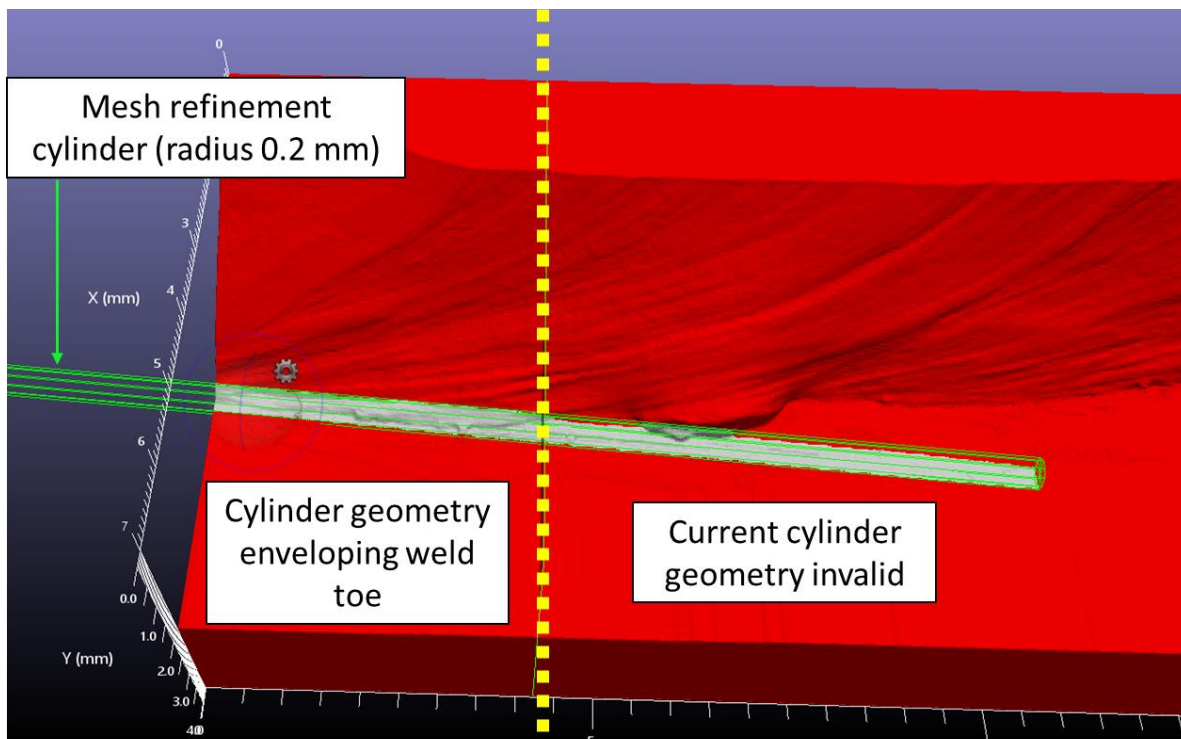 0
Mesh refinement
cylinder (radius 0.2 mm)
3
X (mm)
4
5
6
7
Cylinder geometry
enveloping weld
toe
Current cylinder
geometry invalid
0.0
1.0
Y (mm)
2.0
3.0